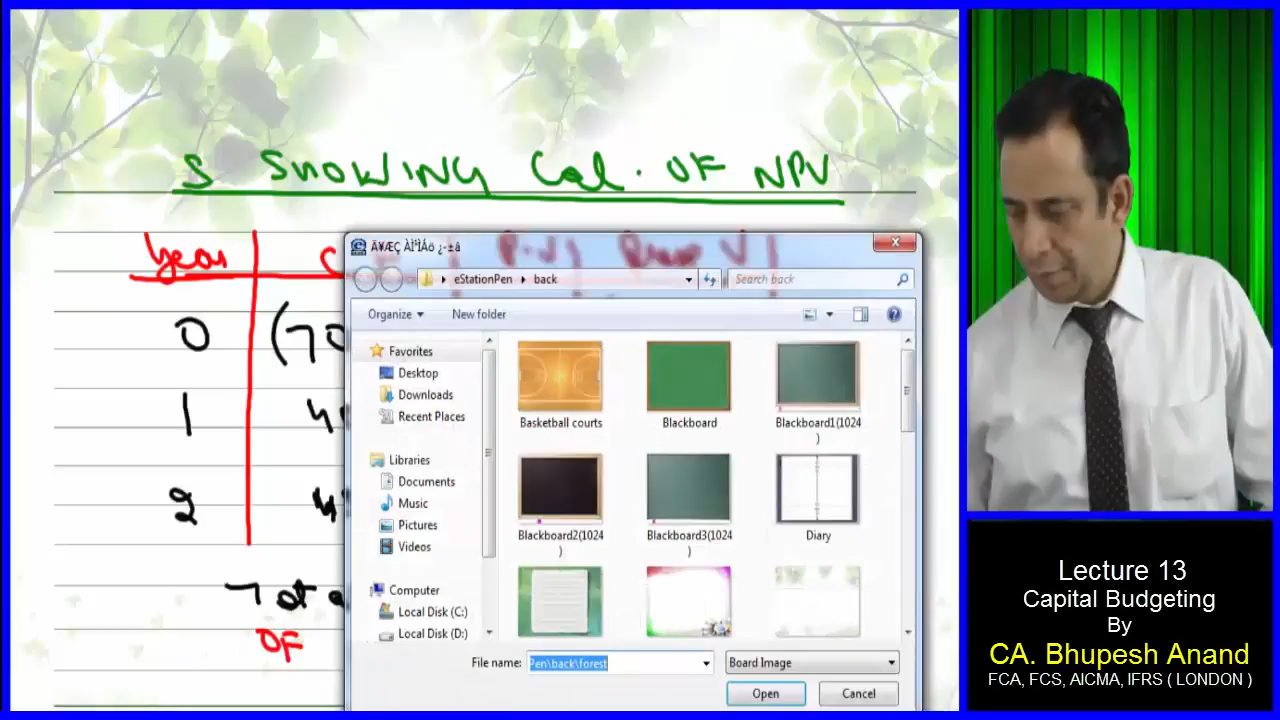 S SHOWING Cal. OF NPV
Year
C
P.V
V
0
(70
1
2
OF
Ä¥ÆÇ ÀÌ¹ÌÁö ¿­±â
eStationPen
back
Search back
Organize
New folder
Favorites
Desktop
Downloads
Recent Places
Libraries
Documents
Music
Pictures
Videos
Computer
Local Disk (C:)
Local Disk (D:)
Basketball courts
Blackboard
Blackboard1(1024
)
Blackboard2(1024
)
Blackboard3(1024
)
Diary
File name:
Pen\back\forest
Board Image
Open
Cancel
Lecture 13
Capital Budgeting
By
CA. Bhupesh Anand
FCA, FCS, AICMA, IFRS ( LONDON )